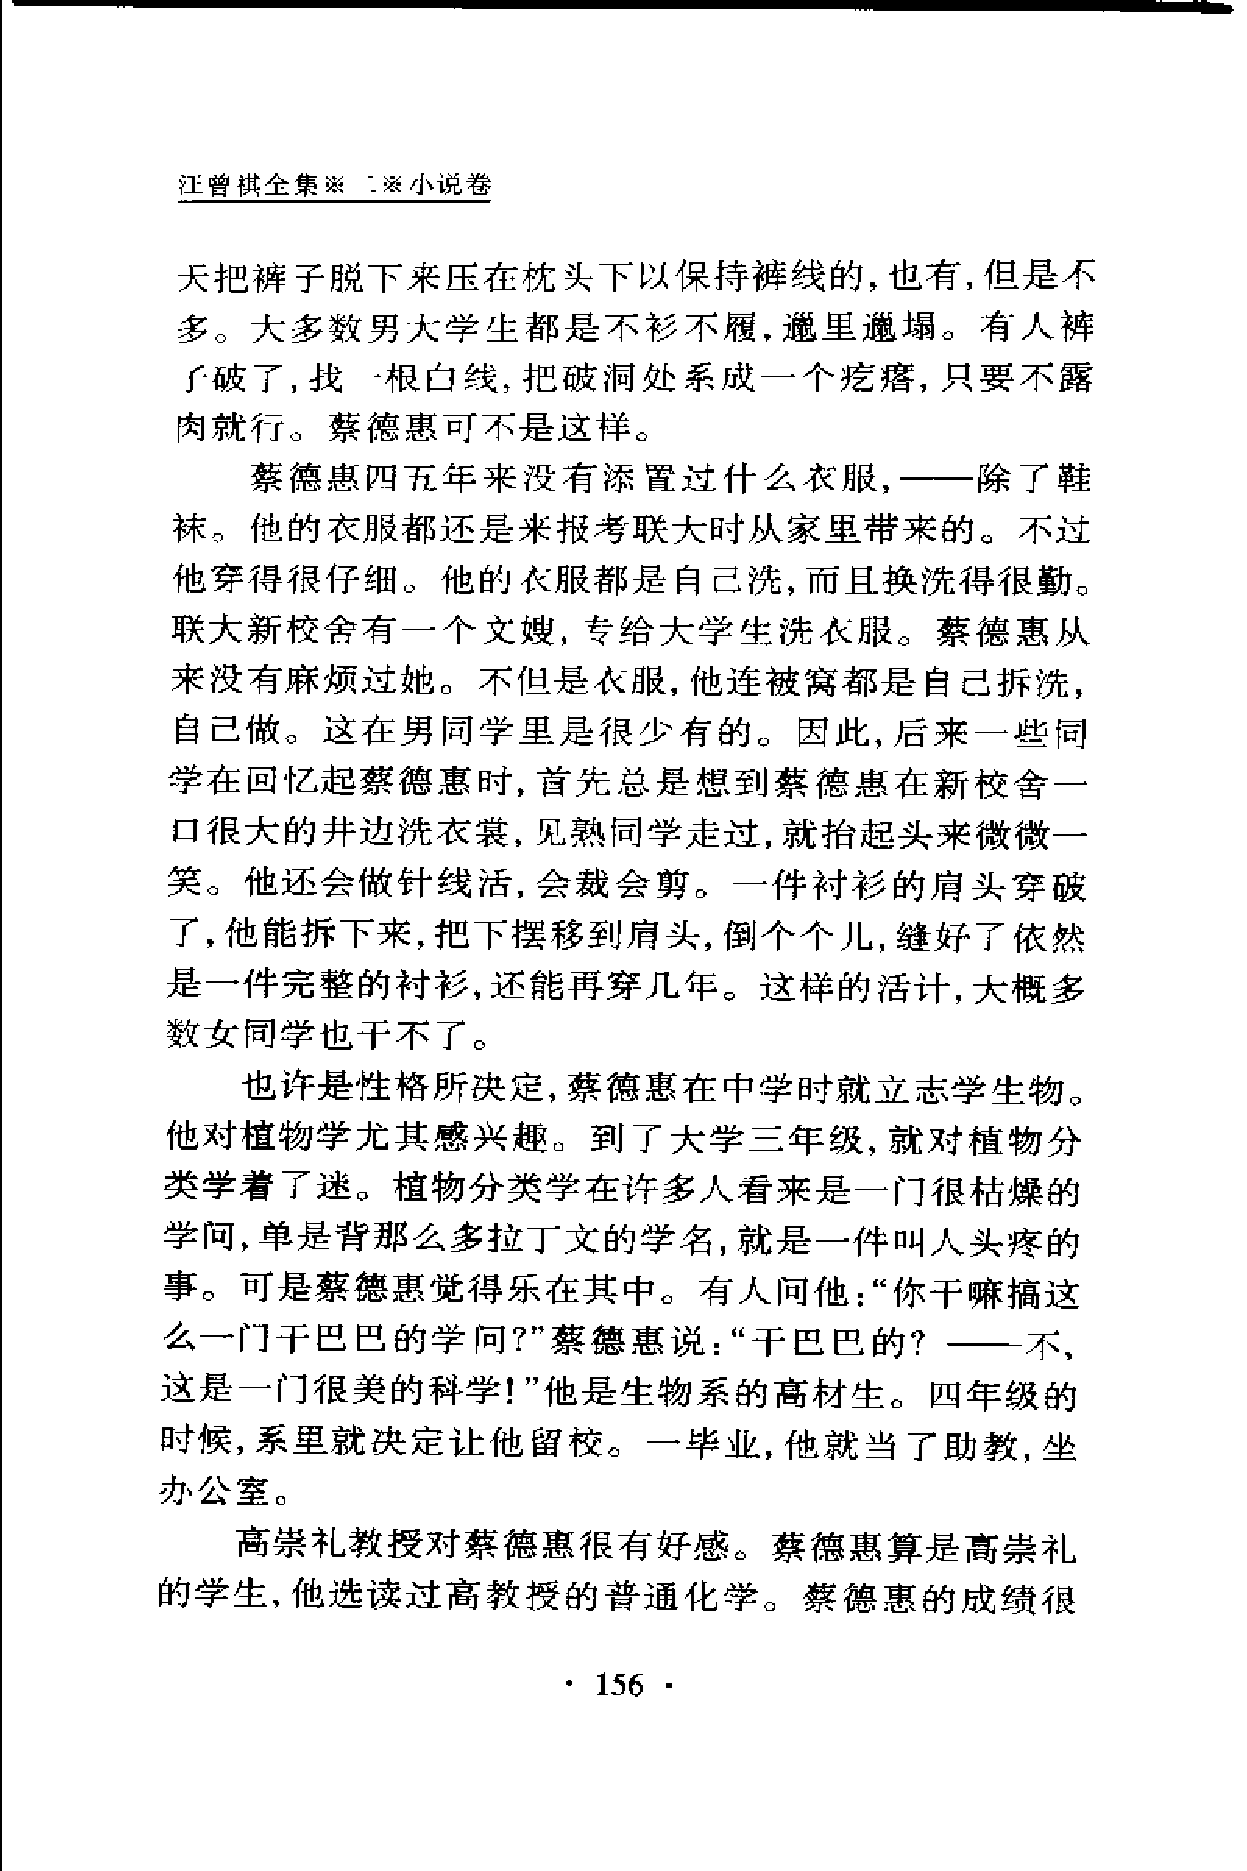 汪曾祺全集※二※小说卷
天把裤子脱下来压在枕头下以保持裤线的,也有,但是不
多。大多数男大学生都是不衫不履,邋里邋塌。有人裤
子破了,找一根白线,把破洞处系成一个疙瘩,只要不露
肉就行。蔡德惠可不是这样。
蔡德惠四五年来没有添置过什么衣服,——除了鞋
袜。他的衣服都还是来报考联大时从家里带来的。不过
他穿得很仔细。他的衣服都是自己洗,而且换洗得很勤。
联大新校舍有一个文嫂,专给大学生洗衣服。蔡德惠从
来没有麻烦过她。不但是衣服,他连被窝都是自己拆洗,
自己做。这在男同学里是很少有的。因此,后来一些同
学在回忆起蔡德惠时,首先总是想到蔡德惠在新校舍一
口很大的井边洗衣裳,见熟同学走过,就抬起头来微微一
笑。他还会做针线活,会裁会剪。一件衬衫的肩头穿破
了,他能拆下来,把下摆移到肩头,倒个个儿,缝好了依然
是一件完整的衬衫,还能再穿几年。这样的活计,大概多
数女同学也干不了。
也许是性格所决定,蔡德惠在中学时就立志学生物。
他对植物学尤其感兴趣。到了大学三年级,就对植物分
类学着了迷。植物分类学在许多人看来是一门很枯燥的
学问,单是背那么多拉丁文的学名,就是一件叫人头疼的
事。可是蔡德惠觉得乐在其中。有人问他:“你干嘛搞这
么一门干巴巴的学问?”蔡德惠说:“干巴巴的?——不,
这是一门很美的科学!”他是生物系的高材生。四年级的
时候,系里就决定让他留校。一毕业,他就当了助教,坐
办公室。
高崇礼教授对蔡德惠很有好感。蔡德惠算是高崇礼
的学生,他选读过高教授的普通化学。蔡德惠的成绩很
· 156 ·